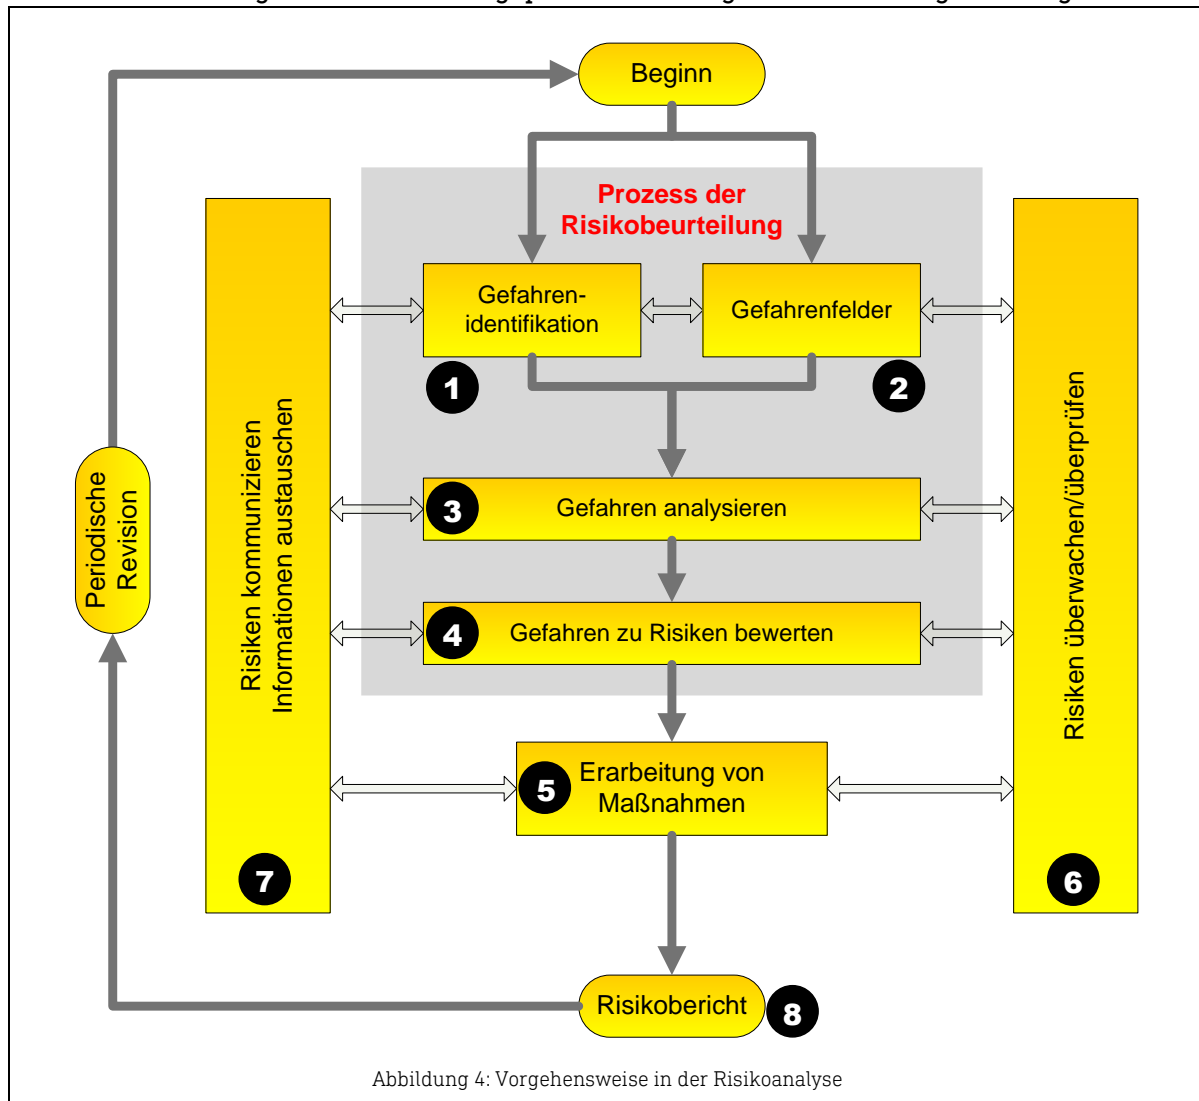 Beginn
Prozess der
Risikobeurteilung
Gefahren-
identifikation
Gefahrenfelder
1
2
3
Gefahren analysieren
4
Gefahren zu Risiken bewerten
5
Erarbeitung von
Maßnahmen
Risiken kommunizieren
Informationen austauschen
7
Risiken überwachen/überprüfen
6
Periodische
Revision
Risikobericht
8
Abbildung 4: Vorgehensweise in der Risikoanalyse